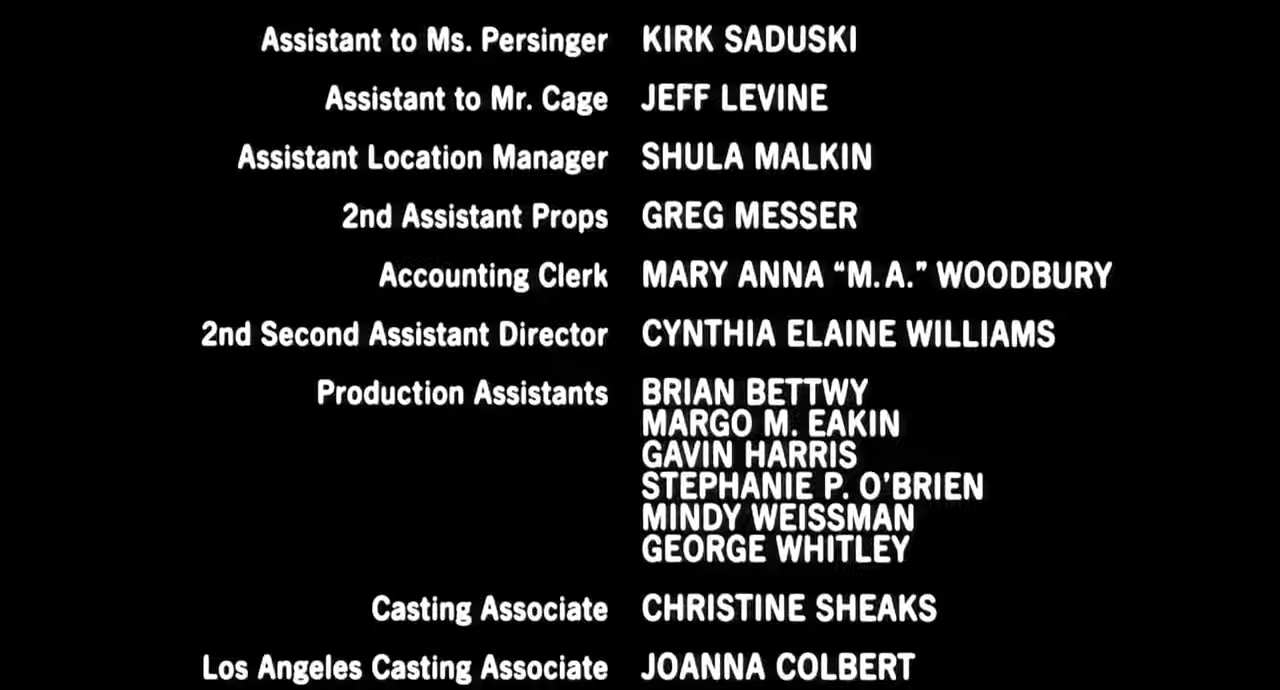 Assistant to Ms. Persinger KIRK SADUSKI
Assistant to Mr. Cage JEFF LEVINE
Assistant Location Manager SHULA MALKIN
2nd Assistant Props GREG MESSER
Accounting Clerk MARY ANNA “M.A.” WOODBURY
2nd Second Assistant Director CYNTHIA ELAINE WILLIAMS
Production Assistants BRIAN BETTWY
MARGO M. EAKIN
GAVIN HARRIS
STEPHANIE P. O’BRIEN
MINDY WEISSMAN
GEORGE WHITLEY
Casting Associate CHRISTINE SHEAKS
Los Angeles Casting Associate JOANNA COLBERT